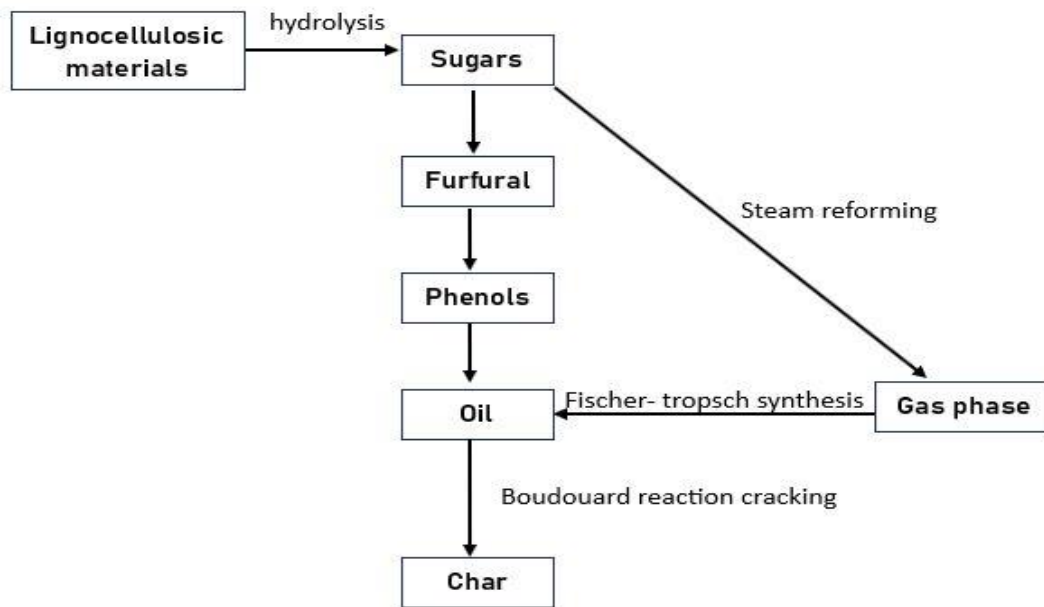 Lignocellulosic
materials
hydrolysis
Sugars
Furfural
Steam reforming
Phenols
Oil
Fischer- tropsch synthesis
Gas phase
Boudouard reaction cracking
Char